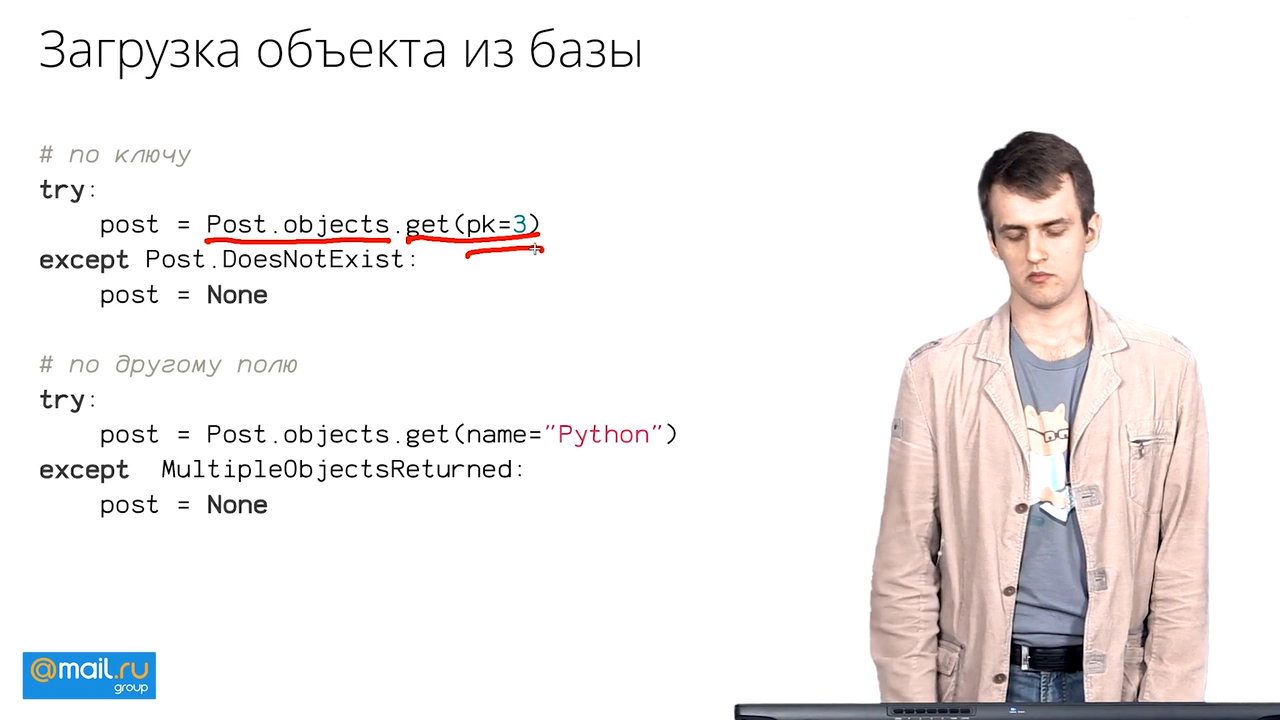 Загрузка объекта из базы
# по ключу
try:
    post = Post.objects.get(pk=3)
except Post.DoesNotExist:
    post = None
# по другому полю
try:
    post = Post.objects.get(name="Python")
except  MultipleObjectsReturned:
    post = None
@mail.ru
group